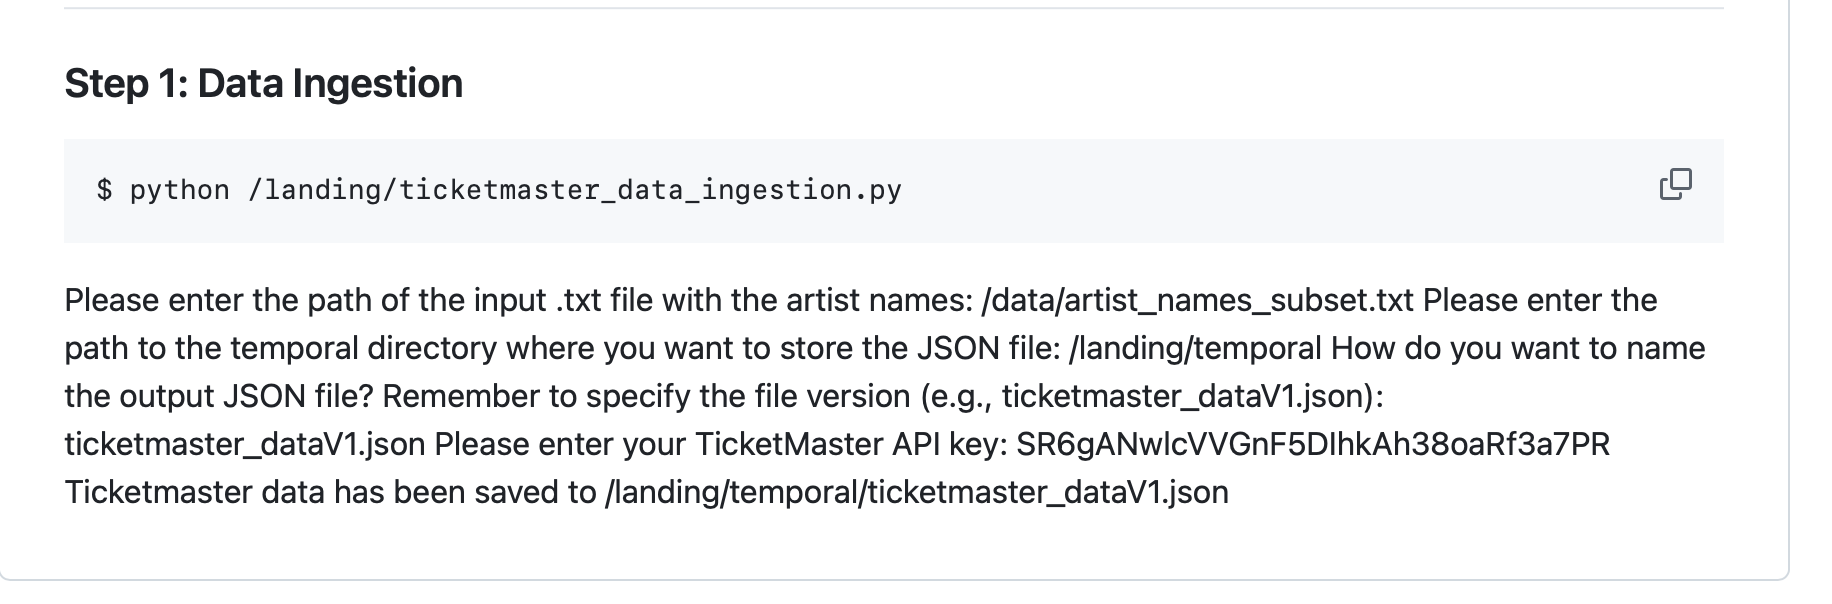 Step 1: Data Ingestion
$ python /landing/ticketmaster_data_ingestion.py
Please enter the path of the input .txt file with the artist names: /data/artist_names_subset.txt Please enter the
path to the temporal directory where you want to store the JSON file: /landing/temporal How do you want to name
the output JSON file? Remember to specify the file version (e.g., ticketmaster_dataV1.json):
ticketmaster_dataV1.json Please enter your TicketMaster API key: SR6gANwlcVVGnF5DIhkAh38oaRf3a7PR
Ticketmaster data has been saved to /landing/temporal/ticketmaster_dataV1.json